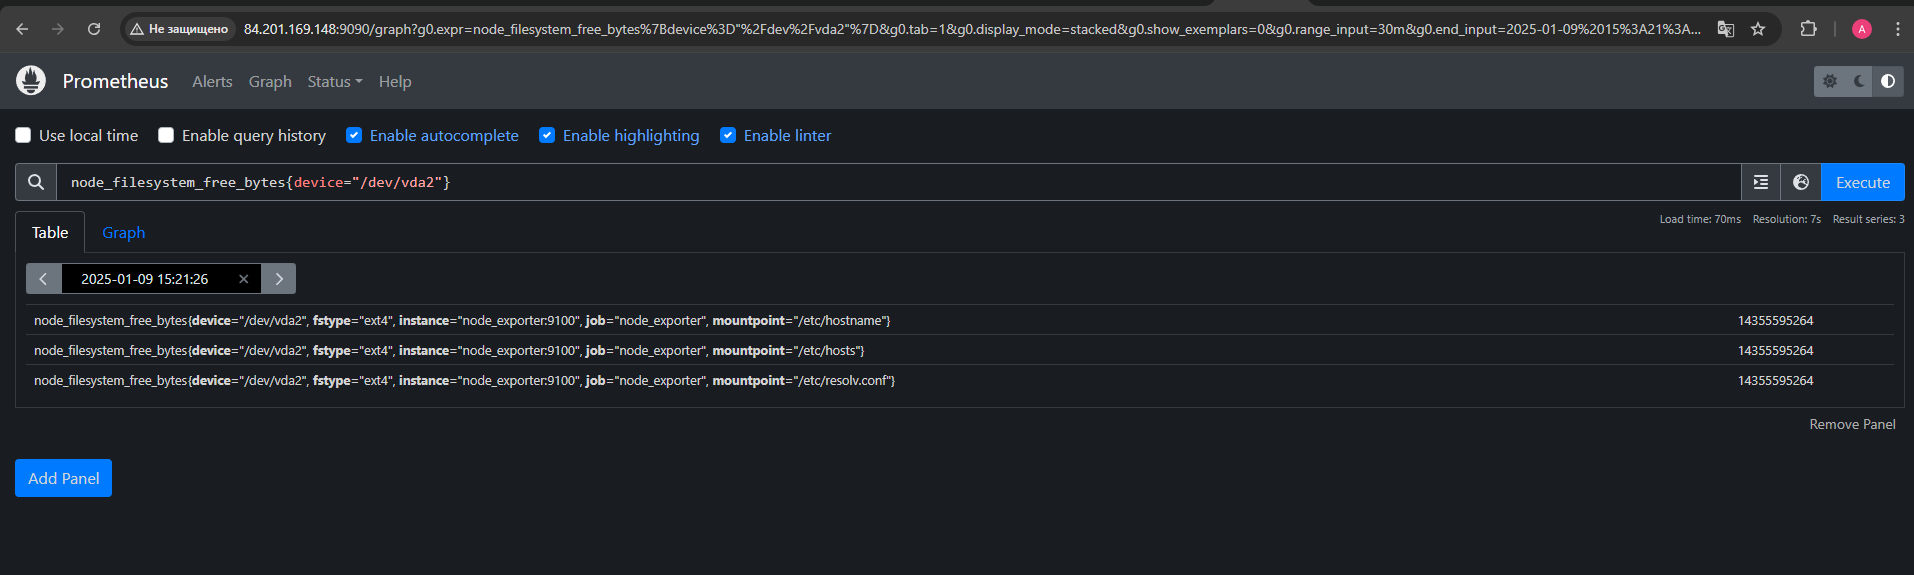 Не защищено 84.201.169.148:9090/graph?g0.expr=node_filesystem_free_bytes%7Bdevice%3D"%2Fdev%2Fvda2"%7D&g0.tab=1&g0.display_mode=stacked&g0.show_exemplars=0&g0.range_input=30m&g0.end_input=2025-01-09%2015%3A21%3A... A
Prometheus Alerts Graph Status Help
Use local time Enable query history Enable autocomplete Enable highlighting Enable linter
node_filesystem_free_bytes{device="/dev/vda2"} Execute
Load time: 70ms Resolution: 7s Result series: 3
Table Graph
2025-01-09 15:21:26
node_filesystem_free_bytes{device="/dev/vda2", fstype="ext4", instance="node_exporter:9100", job="node_exporter", mountpoint="/etc/hostname"} 14355595264
node_filesystem_free_bytes{device="/dev/vda2", fstype="ext4", instance="node_exporter:9100", job="node_exporter", mountpoint="/etc/hosts"} 14355595264
node_filesystem_free_bytes{device="/dev/vda2", fstype="ext4", instance="node_exporter:9100", job="node_exporter", mountpoint="/etc/resolv.conf"} 14355595264
Remove Panel
Add Panel